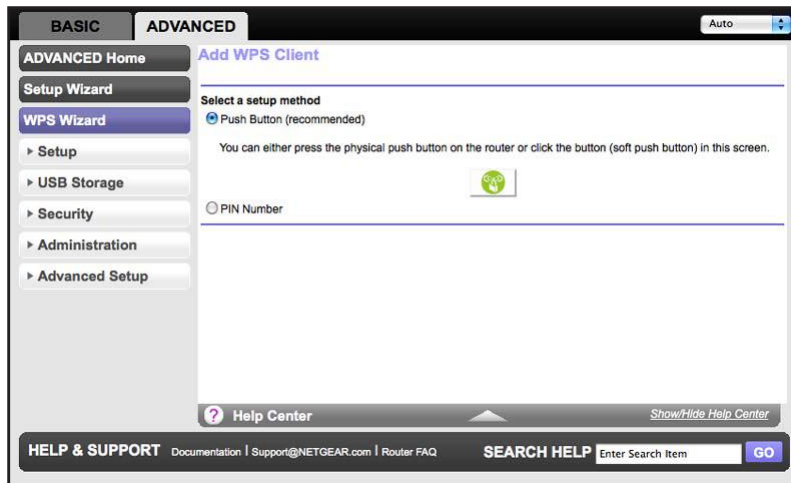 BASIC
ADVANCED
Auto
ADVANCED Home
Setup Wizard
WPS Wizard
Setup
USB Storage
Security
Administration
Advanced Setup
Add WPS Client
Select a setup method
Push Button (recommended)
You can either press the physical push button on the router or click the button (soft push button) in this screen.
PIN Number
Help Center
Show/Hide Help Center
HELP & SUPPORT Documentation | Support@NETGEAR.com | Router FAQ SEARCH HELP Enter Search Item GO